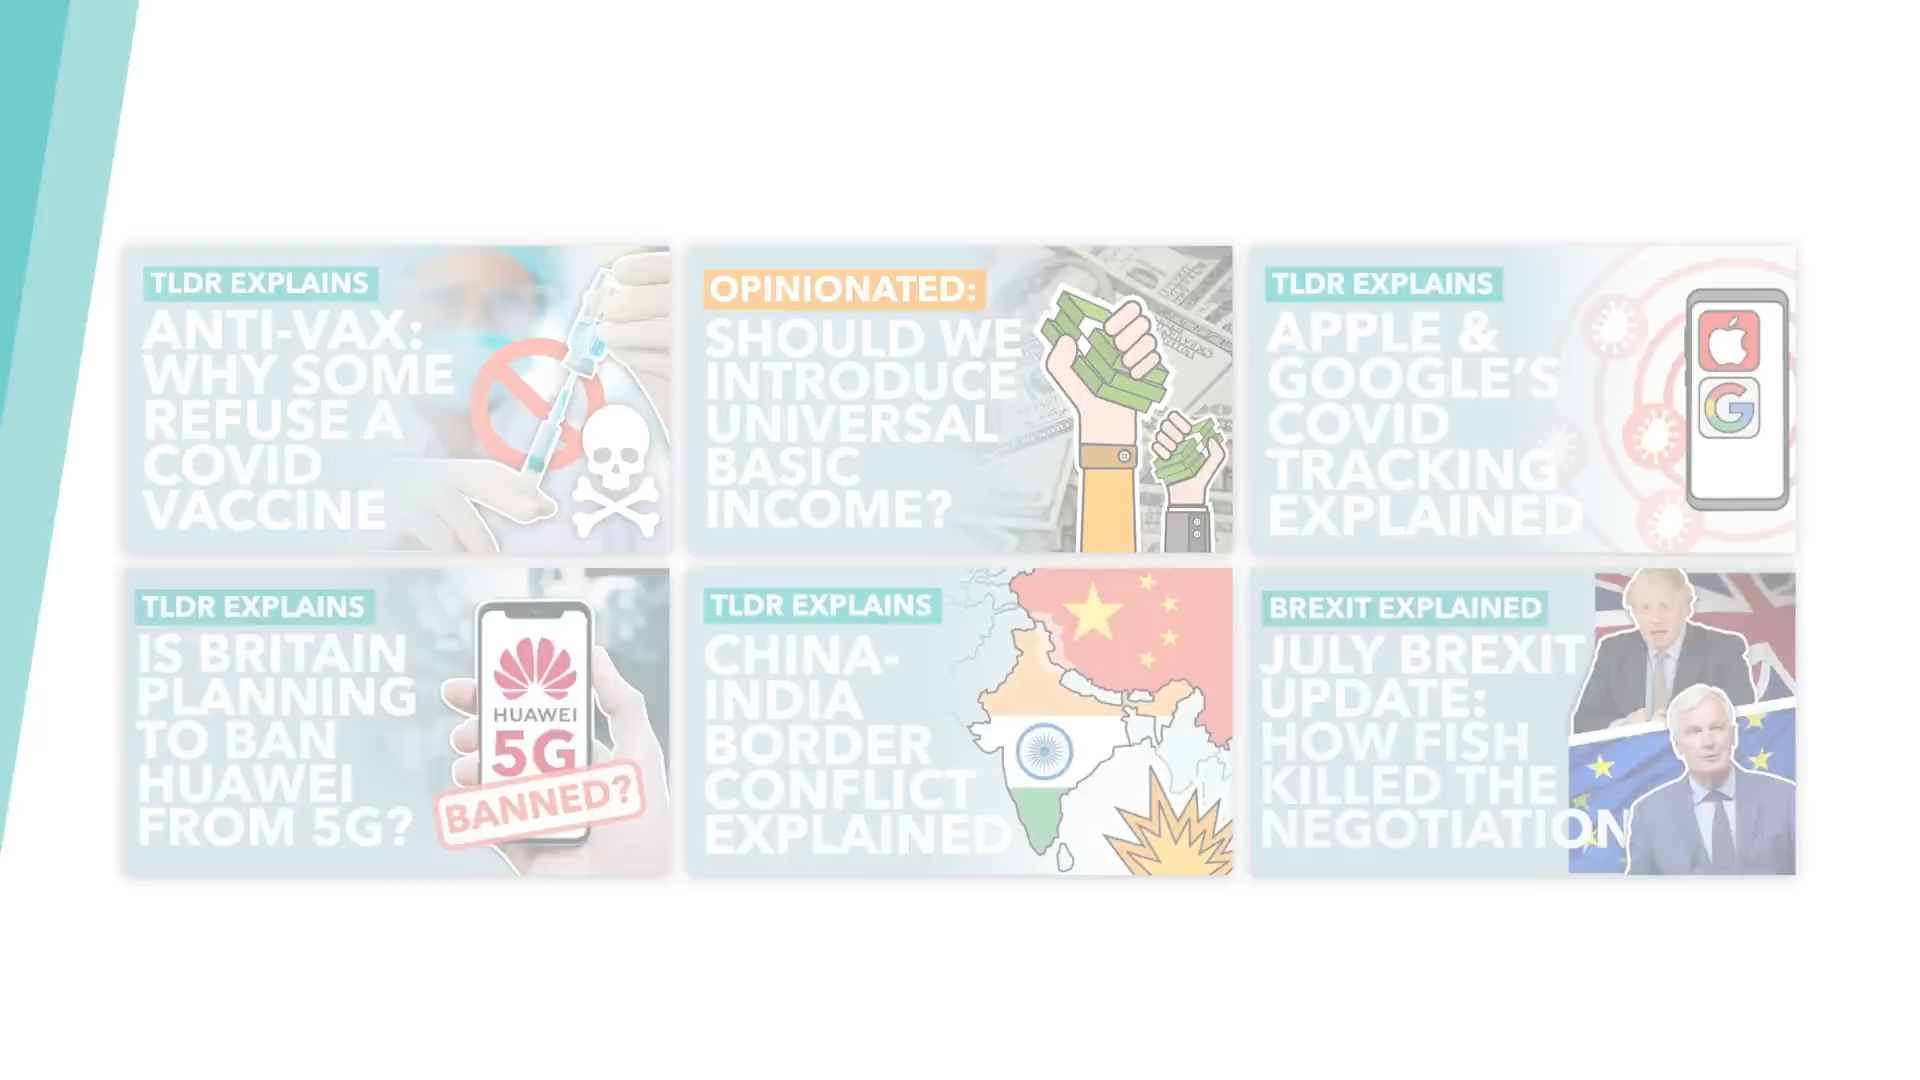 TLDR EXPLAINS
ANTI-VAX:
WHY SOME
REFUSE A
COVID
VACCINE
OPINIONATED:
SHOULD WE
INTRODUCE
UNIVERSAL
BASIC
INCOME?
TLDR EXPLAINS
APPLE &
GOOGLE'S
COVID
TRACKING
EXPLAINED
TLDR EXPLAINS
IS BRITAIN
PLANNING
TO BAN
HUAWEI
FROM 5G?
HUAWEI
5G
BANNED?
TLDR EXPLAINS
CHINA-
INDIA
BORDER
CONFLICT
EXPLAINED
BREXIT EXPLAINED
JULY BREXIT
UPDATE:
HOW FISH
KILLED THE
NEGOTIATION